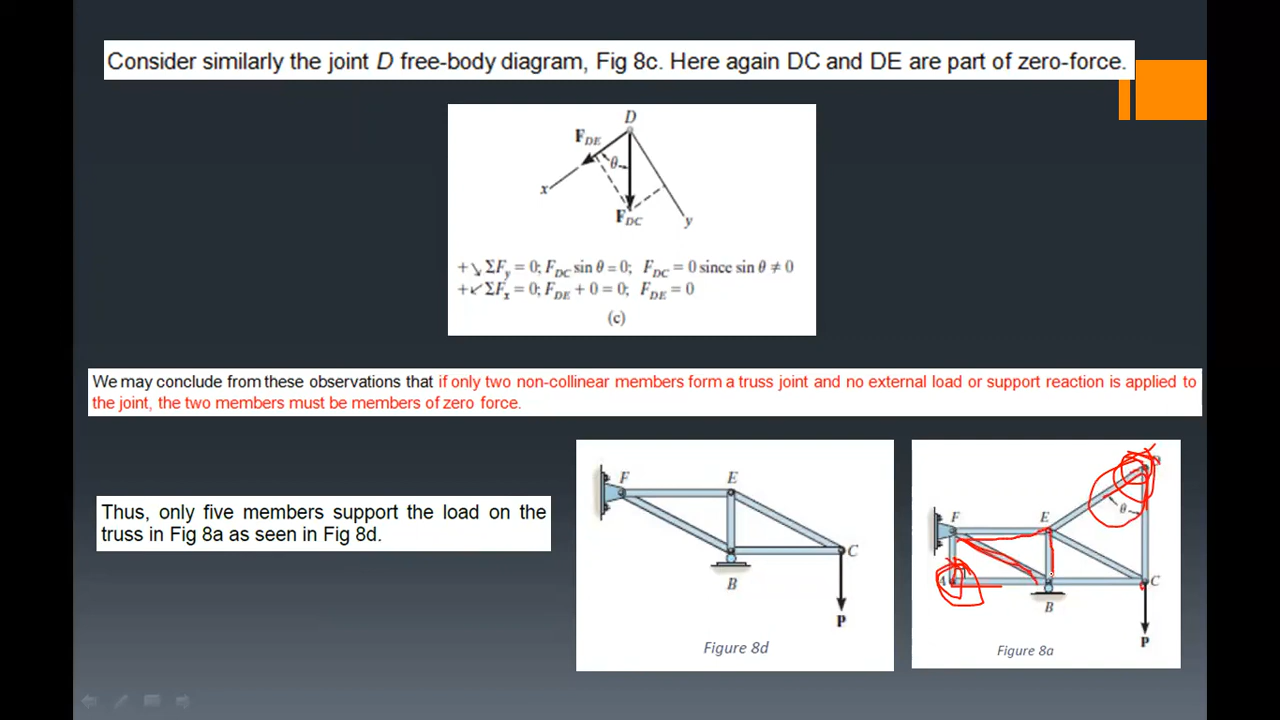 Consider similarly the joint D free-body diagram, Fig 8c. Here again DC and DE are part of zero-force.
D
F_DE
θ
x
F_DC
y
+↘ ΣF_y = 0; F_DC sin θ = 0; F_DC = 0 since sin θ ≠ 0
+↙ ΣF_x = 0; F_DE + 0 = 0; F_DE = 0
(c)
We may conclude from these observations that if only two non-collinear members form a truss joint and no external load or support reaction is applied to
the joint, the two members must be members of zero force.
Thus, only five members support the load on the
truss in Fig 8a as seen in Fig 8d.
F
E
C
B
P
Figure 8d
θ
F
E
A
C
B
P
Figure 8a